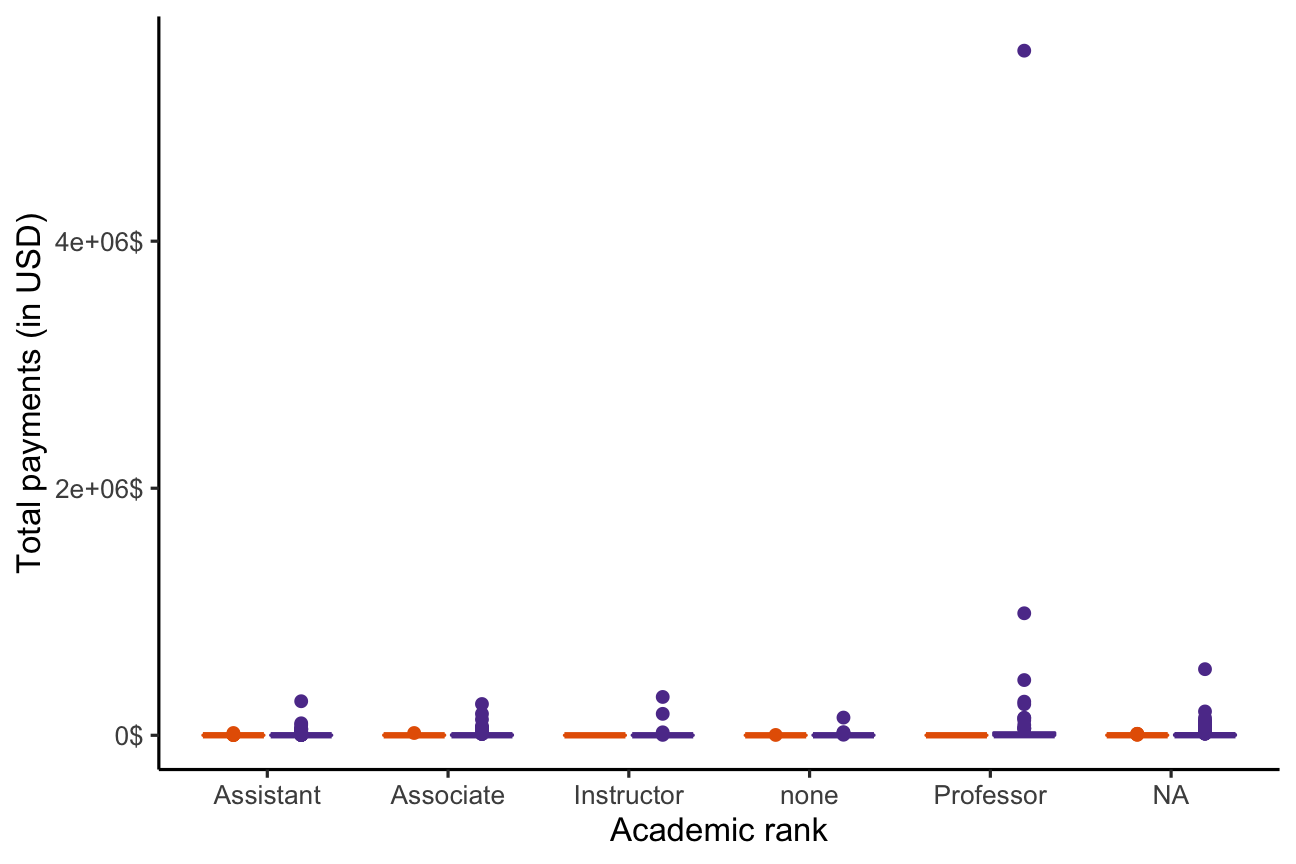 Total payments (in USD)
4e+06$
2e+06$
0$
Assistant
Associate
Instructor
none
Professor
NA
Academic rank